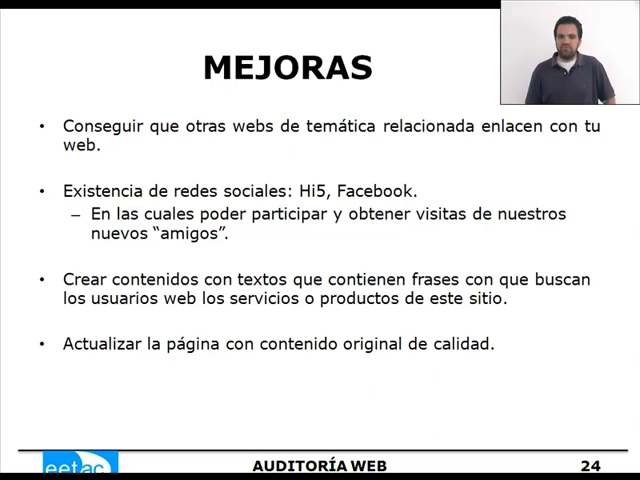 MEJORAS
• Conseguir que otras webs de temática relacionada enlacen con tu
web.
• Existencia de redes sociales: Hi5, Facebook.
– En las cuales poder participar y obtener visitas de nuestros
nuevos “amigos”.
• Crear contenidos con textos que contienen frases con que buscan
los usuarios web los servicios o productos de este sitio.
• Actualizar la página con contenido original de calidad.
eetac
AUDITORÍA WEB
24